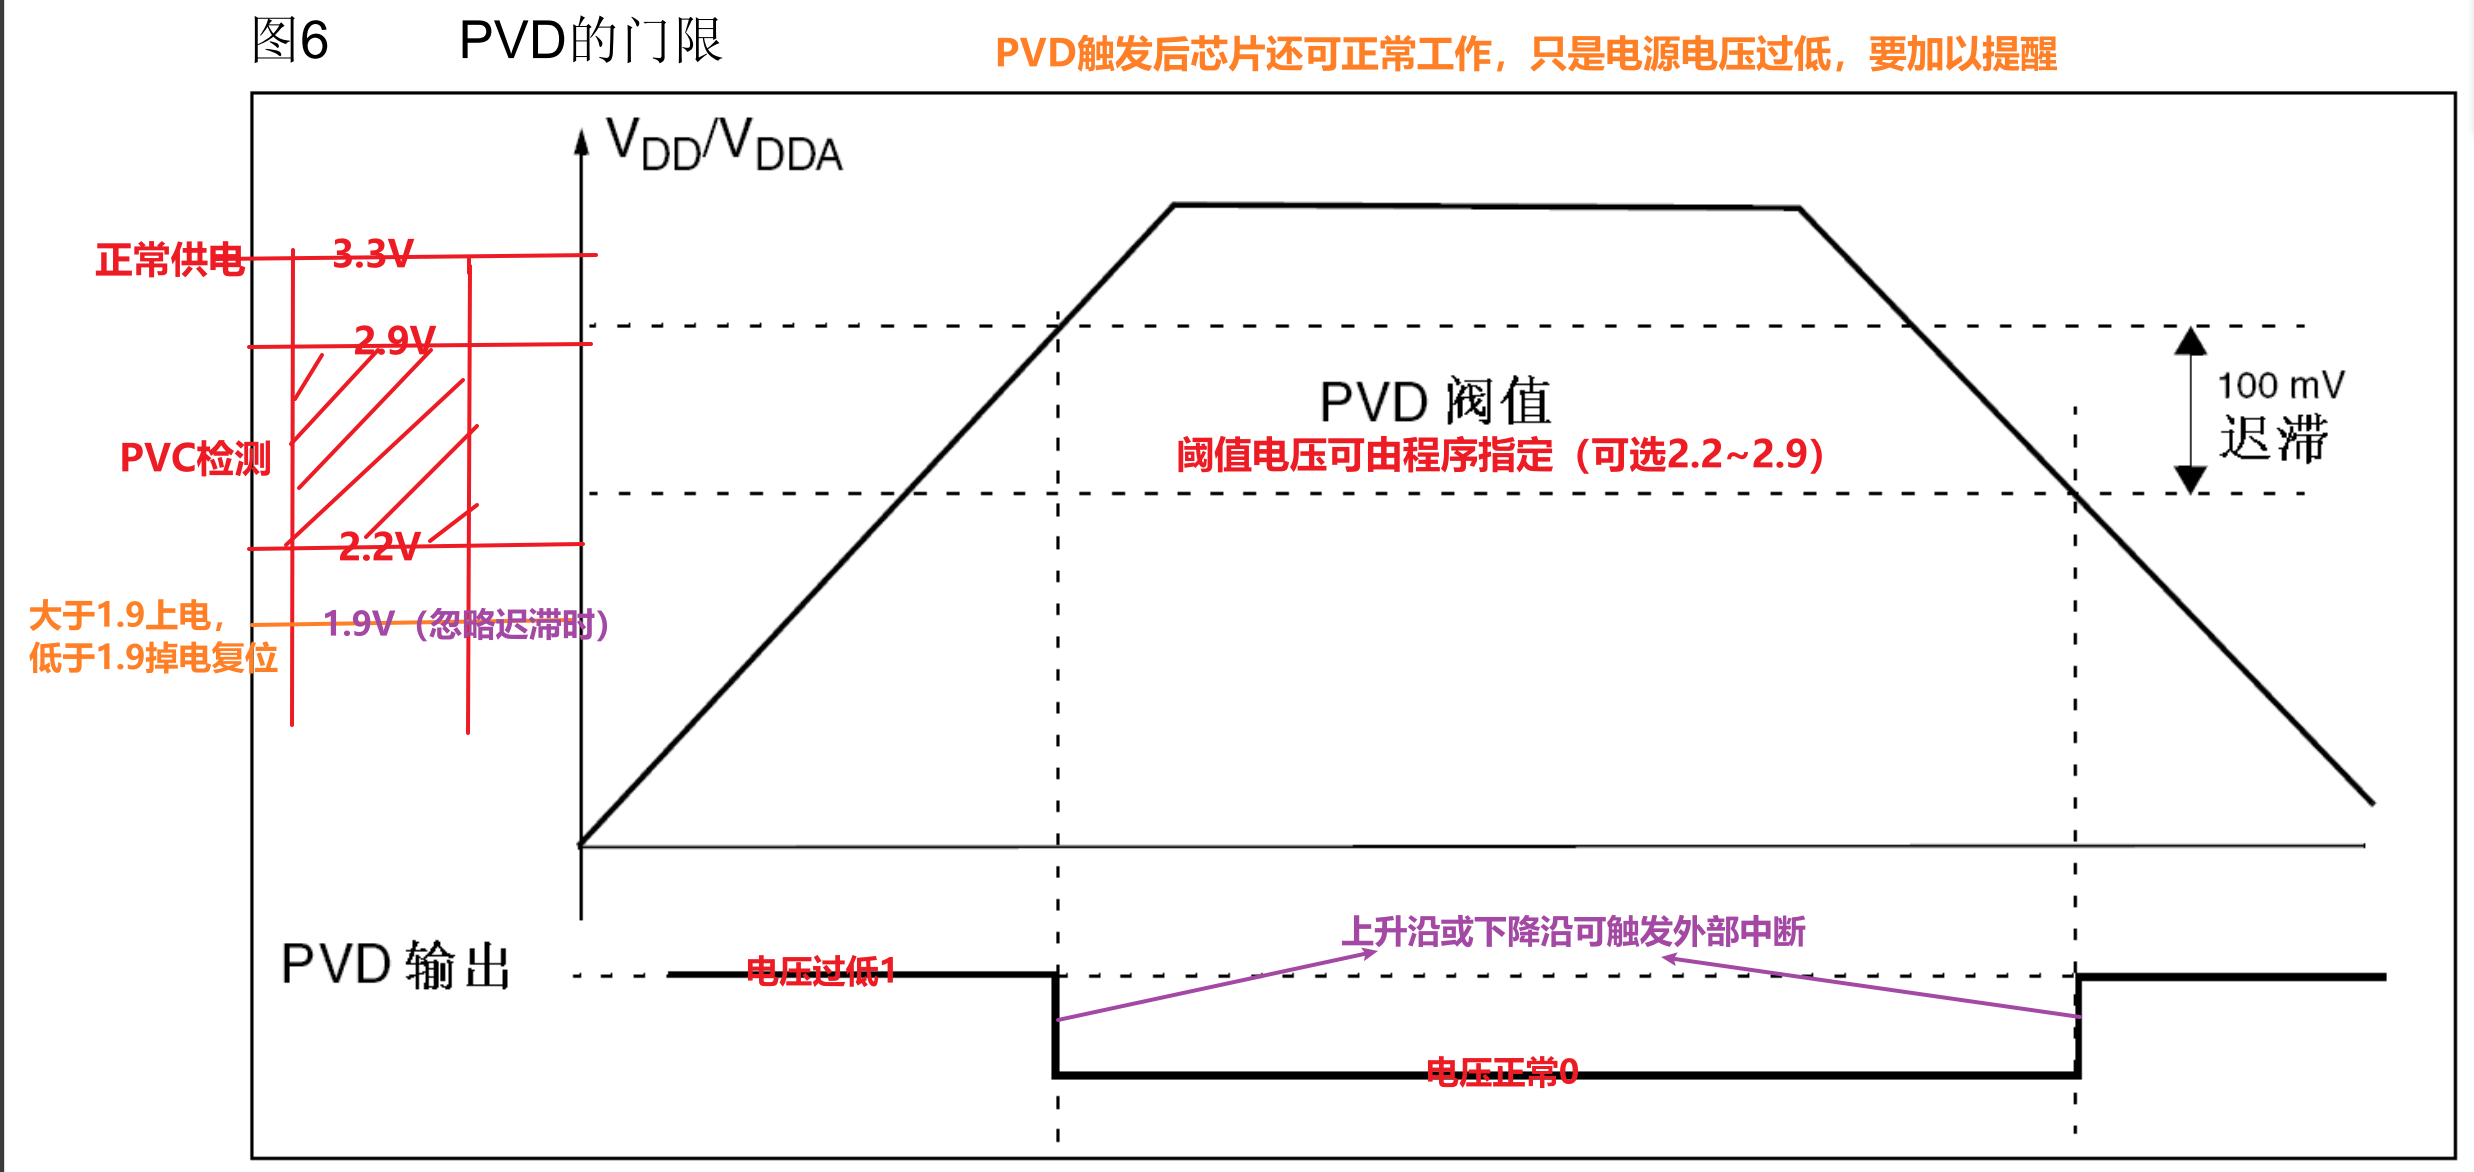 图6 PVD的门限
PVD触发后芯片还可正常工作，只是电源电压过低，要加以提醒
VDD/VDDA
正常供电
3.3V
2.9V
100 mV
迟滞
PVD 阀值
阈值电压可由程序指定（可选2.2~2.9）
PVC检测
2.2V
大于1.9上电，
低于1.9掉电复位
1.9V（忽略迟滞时）
上升沿或下降沿可触发外部中断
PVD 输出
电压过低1
电压正常0